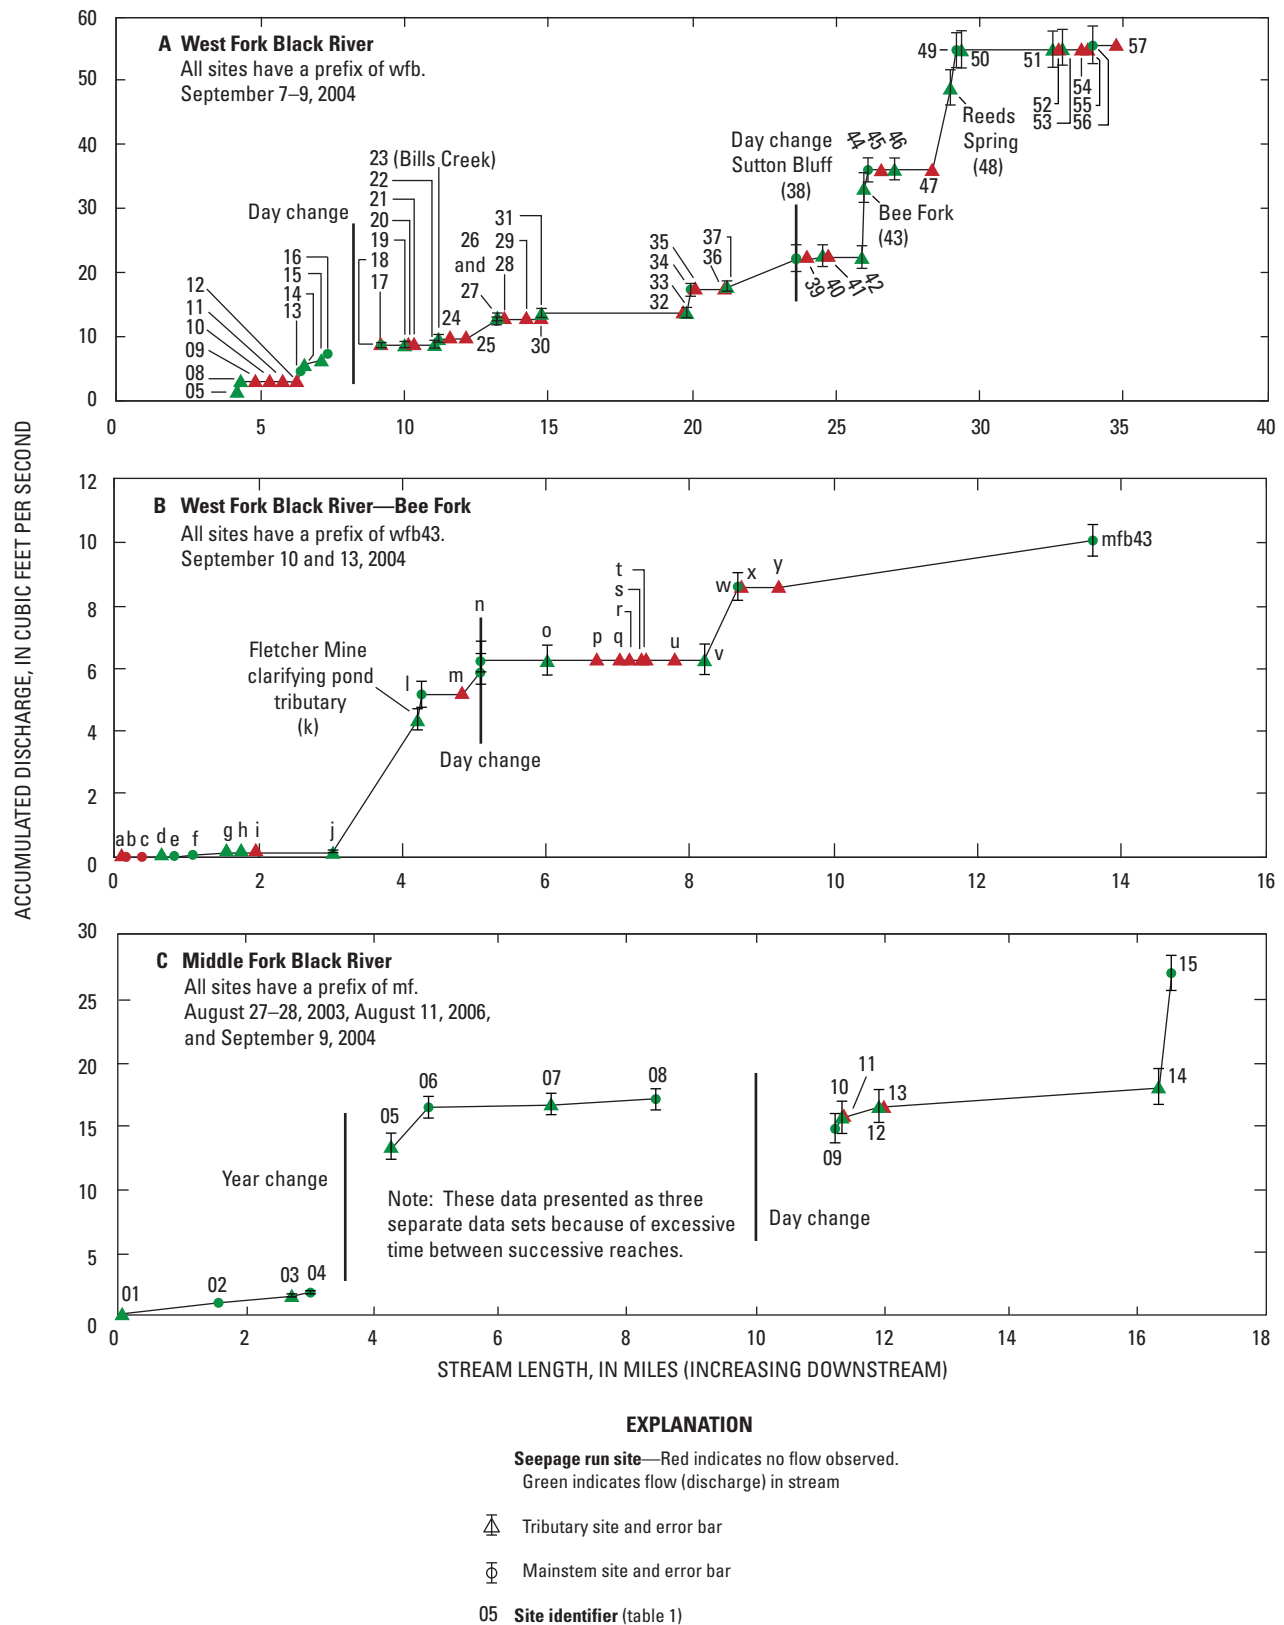 A West Fork Black River
All sites have a prefix of wfb.
September 7–9, 2004
60
50
40
30
20
10
0
Day change
12
11
10
09
08
05
16
15
14
13
23 (Bills Creek)
22
21
20
19
18
17
24
25
26
and
27
31
29
28
30
35
34
33
32
37
36
Day change
Sutton Bluff
(38)
39
40
41
42
44
45
46
Bee Fork
(43)
47
49
50
Reeds
Spring
(48)
51
52
53
54
55
56
57
0
5
10
15
20
25
30
35
40
ACCUMULATED DISCHARGE, IN CUBIC FEET PER SECOND
B West Fork Black River—Bee Fork
All sites have a prefix of wfb43.
September 10 and 13, 2004
12
10
8
6
4
2
0
a
b
c
d
e
f
g
h
i
j
Fletcher Mine
clarifying pond
tributary
(k)
l
m
n
Day change
o
p
q
r
s
t
u
v
w
x
y
mfb43
0
2
4
6
8
10
12
14
16
C Middle Fork Black River
All sites have a prefix of mf.
August 27–28, 2003, August 11, 2006,
and September 9, 2004
30
25
20
15
10
5
0
01
02
03
04
Year change
05
06
07
08
Note: These data presented as three
separate data sets because of excessive
time between successive reaches.
Day change
09
10
11
12
13
14
15
0
2
4
6
8
10
12
14
16
18
STREAM LENGTH, IN MILES (INCREASING DOWNSTREAM)
EXPLANATION
Seepage run site—Red indicates no flow observed.
Green indicates flow (discharge) in stream
Tributary site and error bar
Mainstem site and error bar
05 Site identifier (table 1)